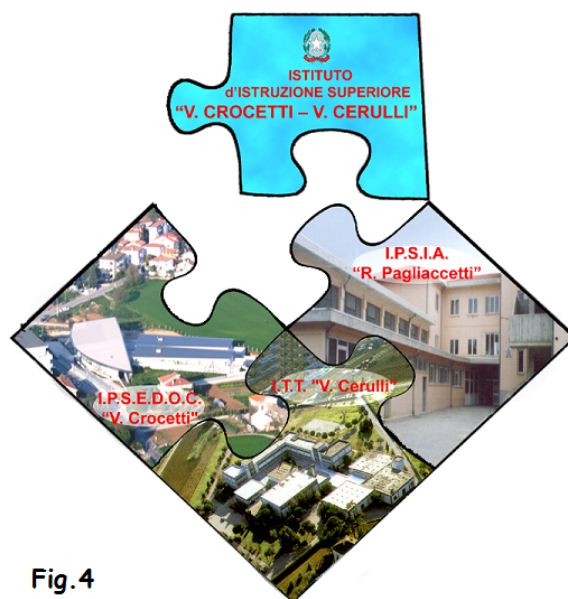 ISTITUTO
d'ISTRUZIONE SUPERIORE
"V. CROCETTI – V. CERULLI"
I.P.S.I.A.
"R. Pagliaccetti"
I.P.S.E.D.O.C.
"V. Crocetti"
I.T.T. "V. Cerulli"
Fig.4